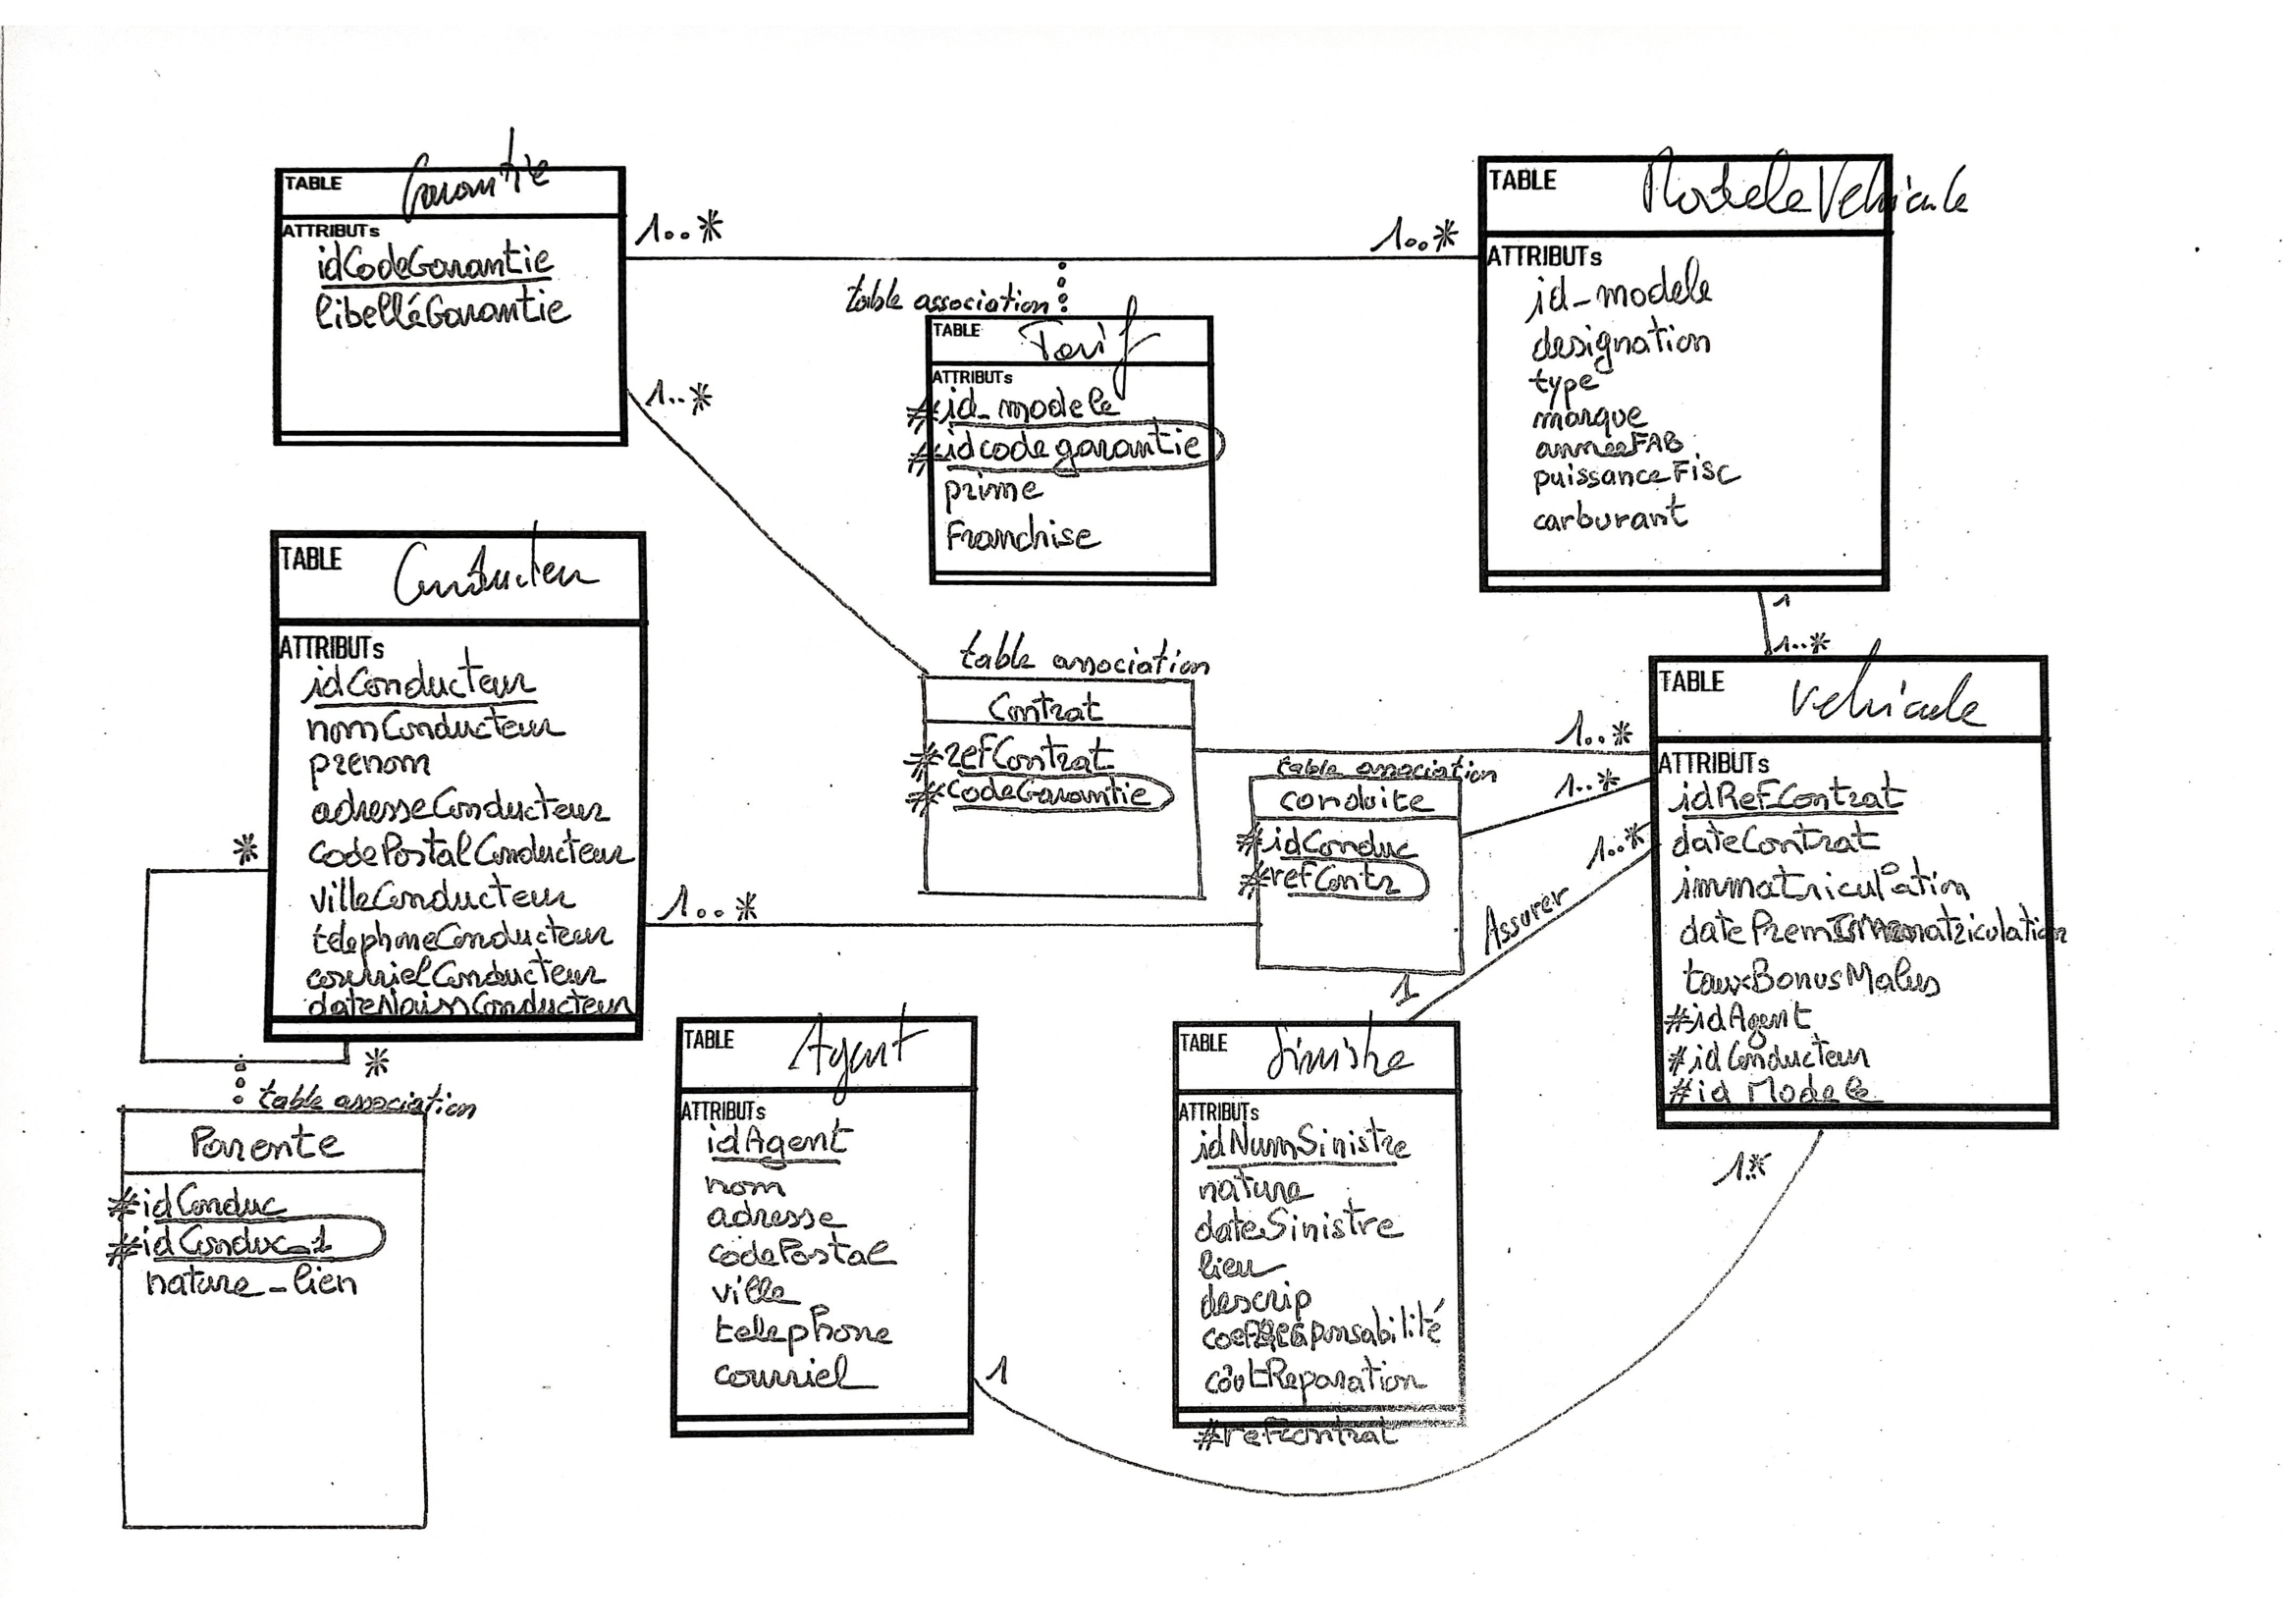 TABLE Garantie
ATTRIBUTs
idCodeGarantie
libelléGarantie
1..*
1..*
TABLE ModeleVehicule
ATTRIBUTs
id_modele
designation
type
marque
annéeFAB
puissanceFisc
carburant
table association
TABLE Tarif
ATTRIBUTs
#id_modele
#idcodegarantie
prime
Franchise
1..*
TABLE Conducteur
ATTRIBUTs
idConducteur
nomConducteur
prenom
adresseConducteur
codePostalConducteur
villeConducteur
telephoneConducteur
courrielConducteur
dateNaissConducteur
*
*
1..*
table association
Contrat
#refContrat
#CodeGarantie
1..*
table association
conduite
#idConduc
#refContr
1..*
1..*
Assurer
1
1
1..*
TABLE Vehicule
ATTRIBUTs
idRefContrat
dateContrat
immatriculation
datePremImmatriculation
tauxBonusMalus
#idAgent
#idConducteur
#id Modele
1.*
table association
Parente
#idConduc
#idConduc_1
nature_lien
TABLE Agent
ATTRIBUTs
idAgent
nom
adresse
codePostal
ville
telephone
courriel
1
TABLE Sinistre
ATTRIBUTs
idNumSinistre
nature
dateSinistre
lieu
descrip
coutReparation
#refContrat